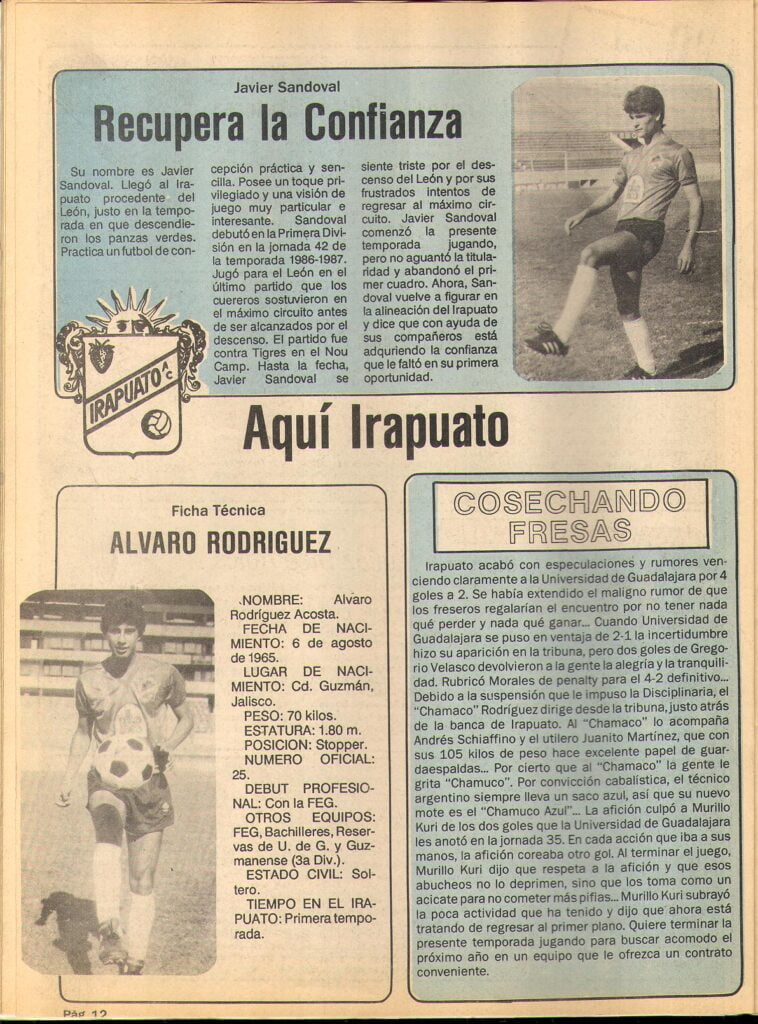 Javier Sandoval
Recupera la Confianza
Su nombre es Javier
Sandoval. Llegó al Ira-
puato procedente del
León, justo en la tempo-
rada en que descendie-
ron los panzas verdes.
Practica un futbol de con-
cepción práctica y sen-
cilla. Posee un toque pri-
vilegiado y una visión de
juego muy particular e
interesante. Sandoval
debutó en la Primera Divi-
sión en la jornada 42 de
la temporada 1986-1987.
Jugó para el León en el
último partido que los
cuereros sostuvieron en
el máximo circuito antes
de ser alcanzados por el
descenso. El partido fue
contra Tigres en el Nou
Camp. Hasta la fecha,
Javier Sandoval se
siente triste por el des-
censo del León y por sus
frustrados intentos de
regresar al máximo cir-
cuito. Javier Sandoval
comenzó la presente
temporada jugando,
pero no aguantó la titula-
ridad y abandonó el pri-
mer cuadro. Ahora, San-
doval vuelve a figurar en
la alineación del Irapuato
y dice que con ayuda de
sus compañeros está
adquriendo la confianza
que le faltó en su primera
oportunidad.
IRAPUATO A.C
Aquí Irapuato
Ficha Técnica
ALVARO RODRIGUEZ
.NOMBRE: Alvaro
Rodríguez Acosta.
FECHA DE NACI-
MIENTO: 6 de agosto
de 1965.
LUGAR DE NACI-
MIENTO: Cd. Guzmán,
Jalisco.
PESO: 70 kilos.
ESTATURA: 1.80 m.
POSICION: Stopper.
NUMERO OFICIAL:
25.
DEBUT PROFESIO-
NAL: Con la FEG.
OTROS EQUIPOS:
FEG, Bachilleres, Reser-
vas de U. de G. y Guz-
manense (3a Div.).
ESTADO CIVIL: Sol-
tero.
TIEMPO EN EL IRA-
PUATO: Primera tempo-
rada.
COSECHANDO
FRESAS
Irapuato acabó con especulaciones y rumores ven-
ciendo claramente a la Universidad de Guadalajara por 4
goles a 2. Se había extendido el maligno rumor de que
los freseros regalarían el encuentro por no tener nada
qué perder y nada qué ganar... Cuando Universidad de
Guadalajara se puso en ventaja de 2-1 la incertidumbre
hizo su aparición en la tribuna, pero dos goles de Grego-
rio Velasco devolvieron a la gente la alegría y la tranquili-
dad. Rubricó Morales de penalty para el 4-2 definitivo...
Debido a la suspensión que le impuso la Disciplinaria, el
"Chamaco" Rodríguez dirige desde la tribuna, justo atrás
de la banca de Irapuato. Al "Chamaco" lo acompaña
Andrés Schiaffino y el utilero Juanito Martínez, que con
sus 105 kilos de peso hace excelente papel de guar-
daespaldas... Por cierto que al "Chamaco" la gente le
grita "Chamuco". Por convicción cabalística, el técnico
argentino siempre lleva un saco azul, así que su nuevo
mote es el "Chamuco Azul"... La afición culpó a Murillo
Kuri de los dos goles que la Universidad de Guadalajara
les anotó en la jornada 35. En cada acción que iba a sus
manos, la afición coreaba otro gol. Al terminar el juego,
Murillo Kuri dijo que respeta a la afición y que esos
abucheos no lo deprimen, sino que los toma como un
acicate para no cometer más pifias... Murillo Kuri subrayó
la poca actividad que ha tenido y dijo que ahora está
tratando de regresar al primer plano. Quiere terminar la
presente temporada jugando para buscar acomodo el
próximo año en un equipo que le ofrezca un contrato
conveniente.
Pág. 12